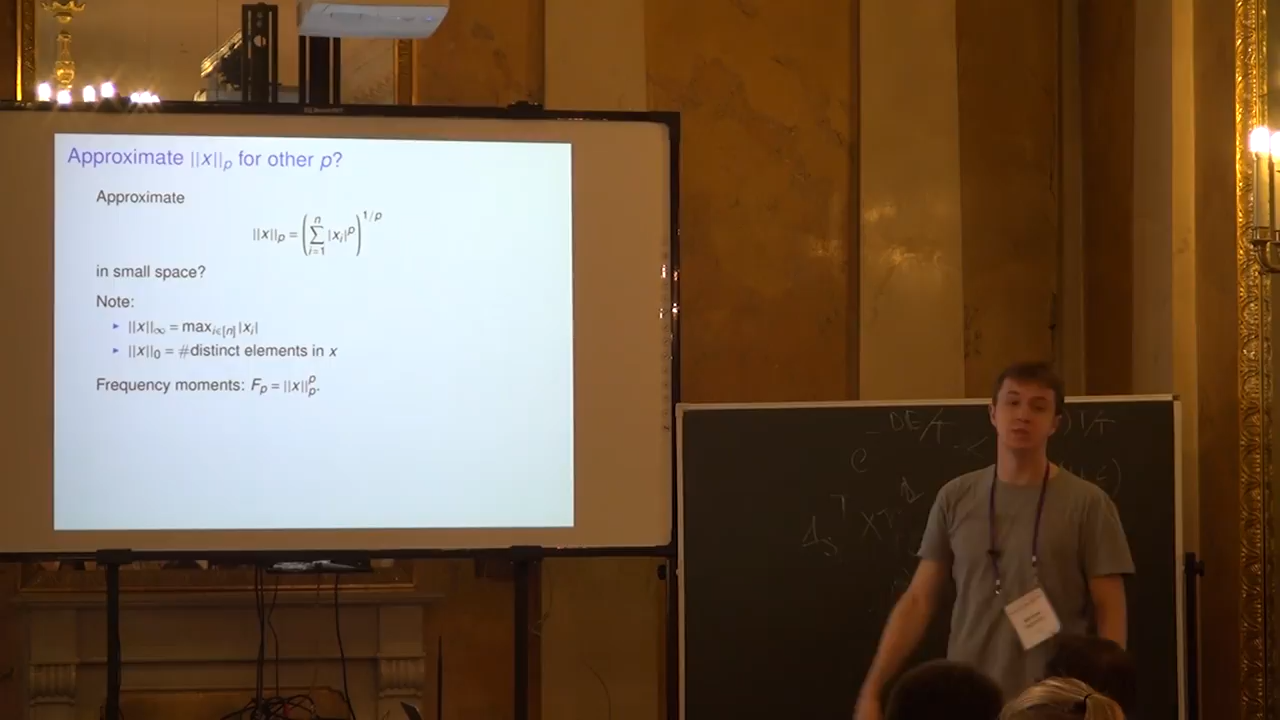 Approximate ||x||_p for other p?
Approximate
||x||_p = (∑_{i=1}^{n} |x_i|^p)^{1/p}
in small space?
Note:
▸ ||x||_∞ = max_{i∈[n]} |x_i|
▸ ||x||_0 = #distinct elements in x
Frequency moments: F_p = ||x||_p^p.